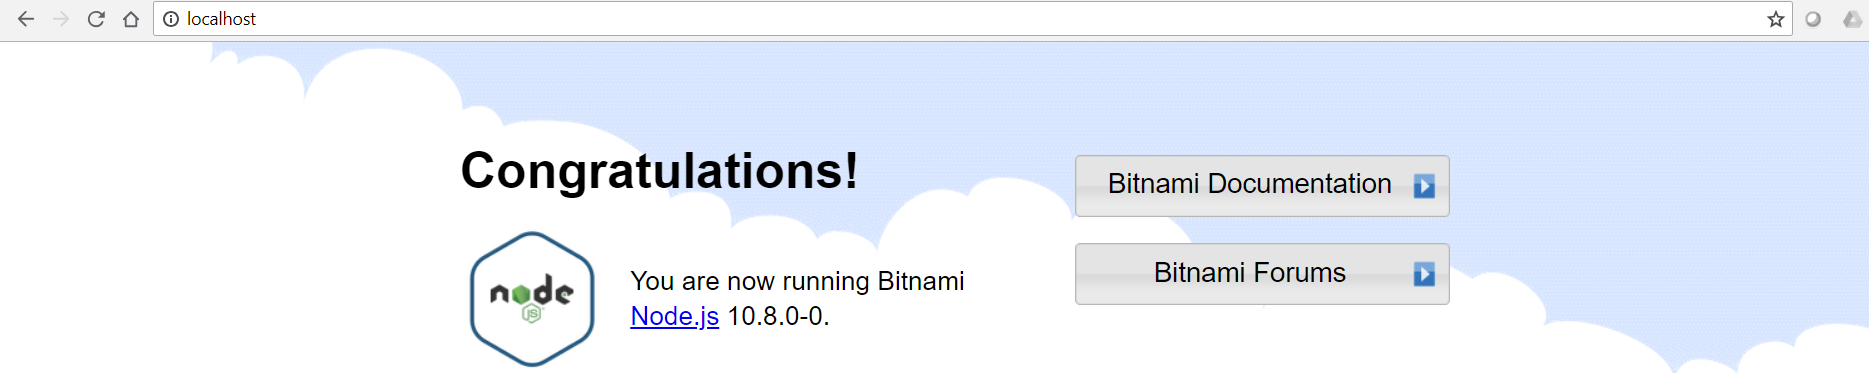 localhost
Congratulations!
Bitnami Documentation
node
JS
You are now running Bitnami
Node.js 10.8.0-0.
Bitnami Forums